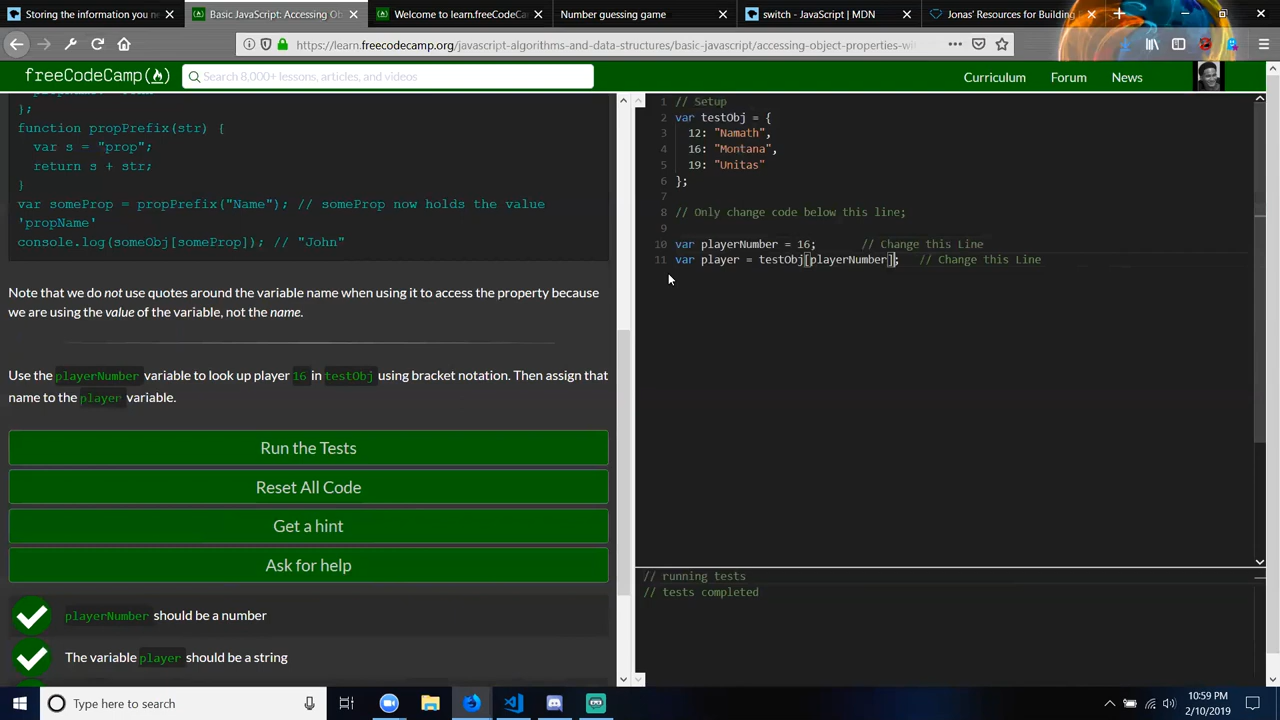 Storing the information you ne
Basic JavaScript: Accessing Ob
Welcome to learn.freeCodeCam
Number guessing game
switch - JavaScript | MDN
Jonas' Resources for Building
https://learn.freecodecamp.org/javascript-algorithms-and-data-structures/basic-javascript/accessing-object-properties-wi
freeCodeCamp
Search 8,000+ lessons, articles, and videos
Curriculum
Forum
News
};
function propPrefix(str) {
var s = "prop";
return s + str;
}
var someProp = propPrefix("Name"); // someProp now holds the value
'propName'
console.log(someObj[someProp]); // "John"
Note that we do not use quotes around the variable name when using it to access the property because
we are using the value of the variable, not the name.
Use the playerNumber variable to look up player 16 in testObj using bracket notation. Then assign that
name to the player variable.
Run the Tests
Reset All Code
Get a hint
Ask for help
playerNumber should be a number
The variable player should be a string
1 // Setup
2 var testObj = {
3 12: "Namath",
4 16: "Montana",
5 19: "Unitas"
6 };
7
8 // Only change code below this line;
9
10 var playerNumber = 16; // Change this Line
11 var player = testObj[playerNumber]; // Change this Line
// running tests
// tests completed
Type here to search
10:59 PM
2/10/2019